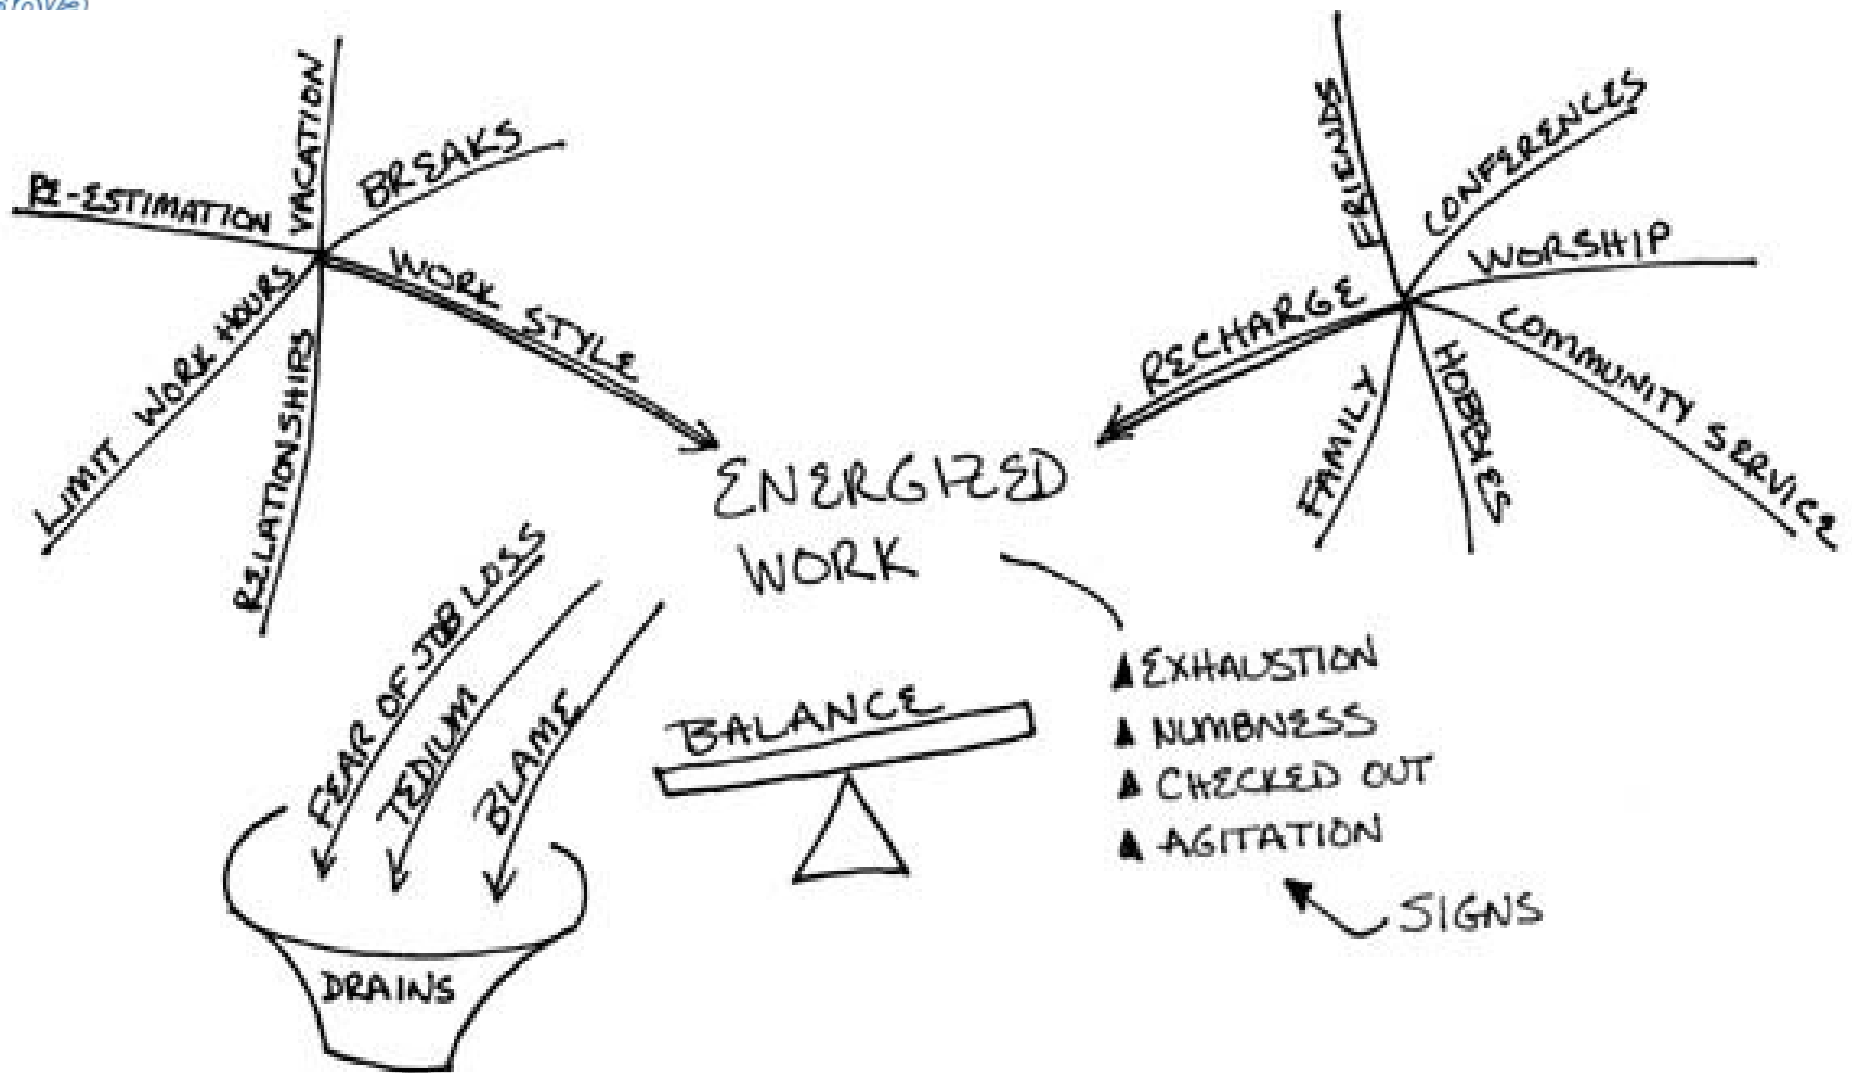 VACATION
BREAKS
RE-ESTIMATION
WORK STYLE
LIMIT WORK HOURS
RELATIONSHIPS
FRIENDS
CONFERENCES
WORSHIP
RECHARGE
COMMUNITY SERVICE
FAMILY
HOBBIES
ENERGIZED
WORK
FEAR OF JOB LOSS
TEDIUM
BLAME
DRAINS
BALANCE
EXHAUSTION
NUMBNESS
CHECKED OUT
AGITATION
SIGNS